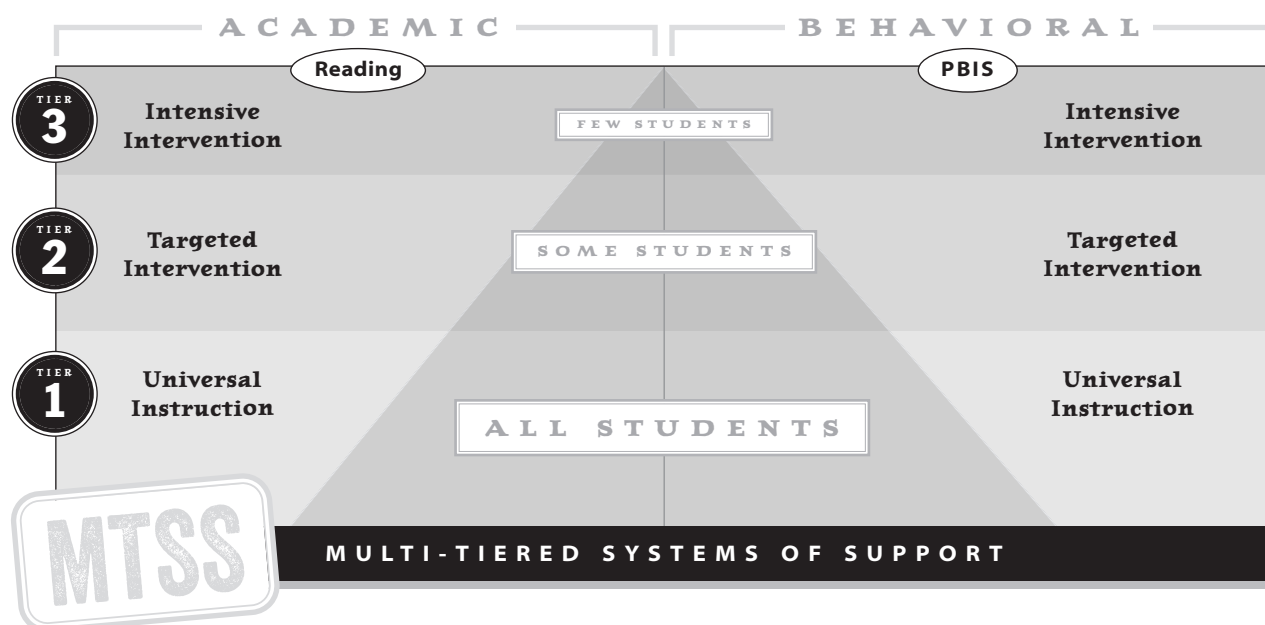 ACADEMIC
BEHAVIORAL
Reading
PBIS
TIER
3
Intensive
Intervention
FEW STUDENTS
Intensive
Intervention
TIER
2
Targeted
Intervention
SOME STUDENTS
Targeted
Intervention
TIER
1
Universal
Instruction
ALL STUDENTS
Universal
Instruction
MTSS
MULTI-TIERED SYSTEMS OF SUPPORT